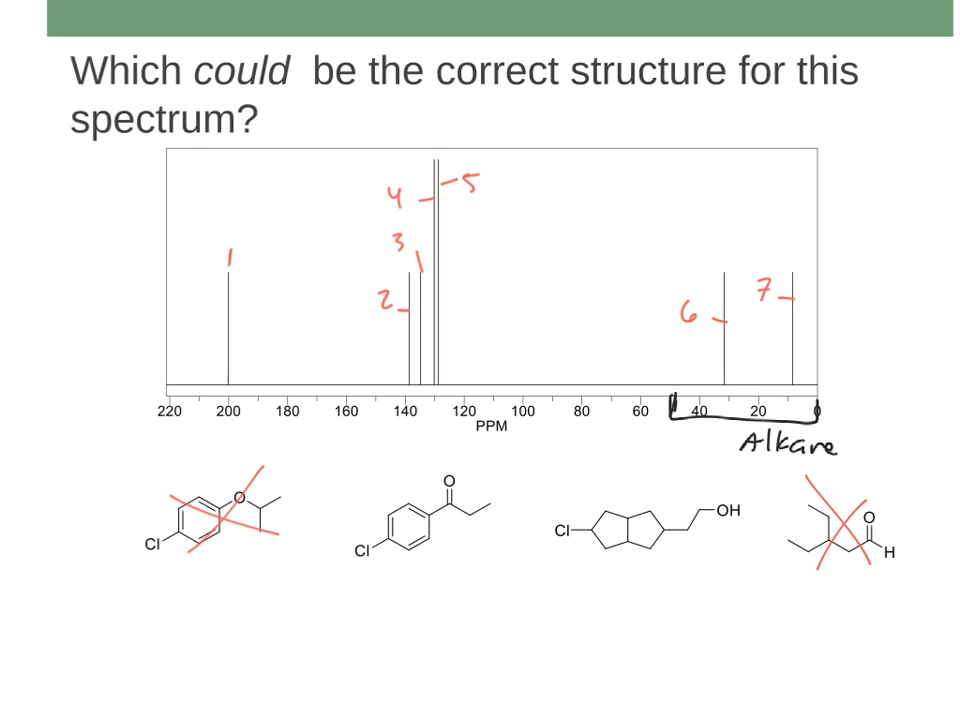 Which could be the correct structure for this
spectrum?
4
5
3
1
2
6
7
220 200 180 160 140 120 100 80 60 40 20 0
PPM
Alkane
O
O
OH
O
Cl
Cl
Cl
H